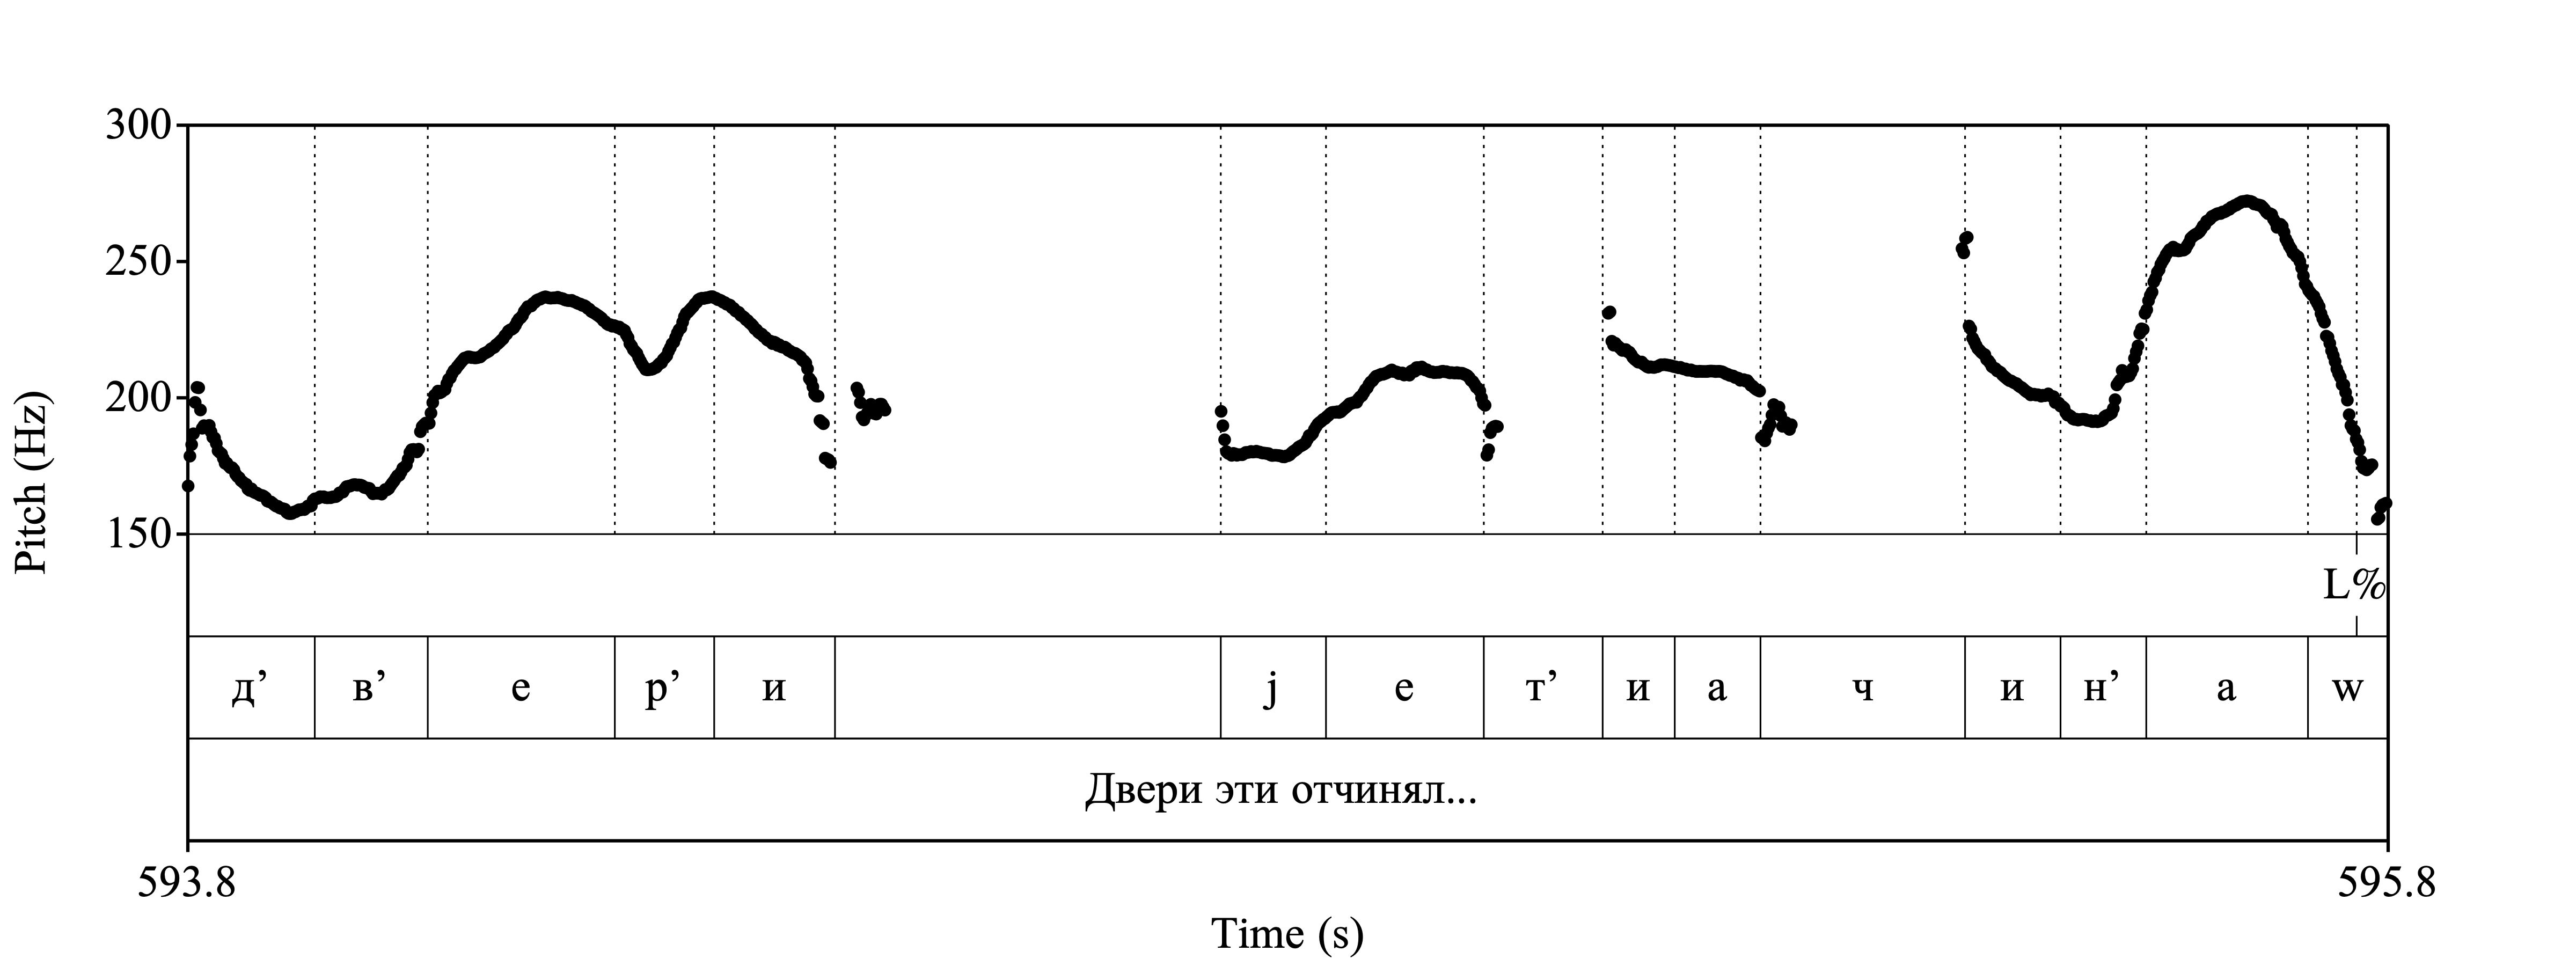 300
250
200
150
Pitch (Hz)
L%
д’ в’ е р’ и j е т’ и а ч и н’ а w
Двери эти отчинял...
593.8 595.8
Time (s)